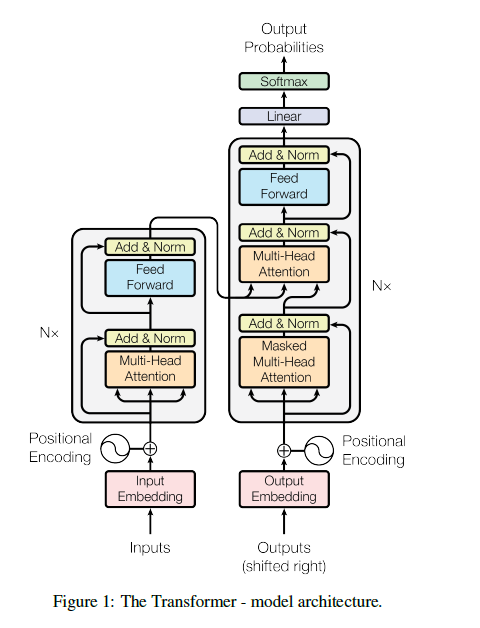 Output
Probabilities
Softmax
Linear
Add & Norm
Feed
Forward
Add & Norm
Multi-Head
Attention
Add & Norm
Masked
Multi-Head
Attention
Nx
Add & Norm
Feed
Forward
Add & Norm
Multi-Head
Attention
N×
Positional
Encoding
Positional
Encoding
Input
Embedding
Output
Embedding
Inputs
Outputs
(shifted right)
Figure 1: The Transformer - model architecture.